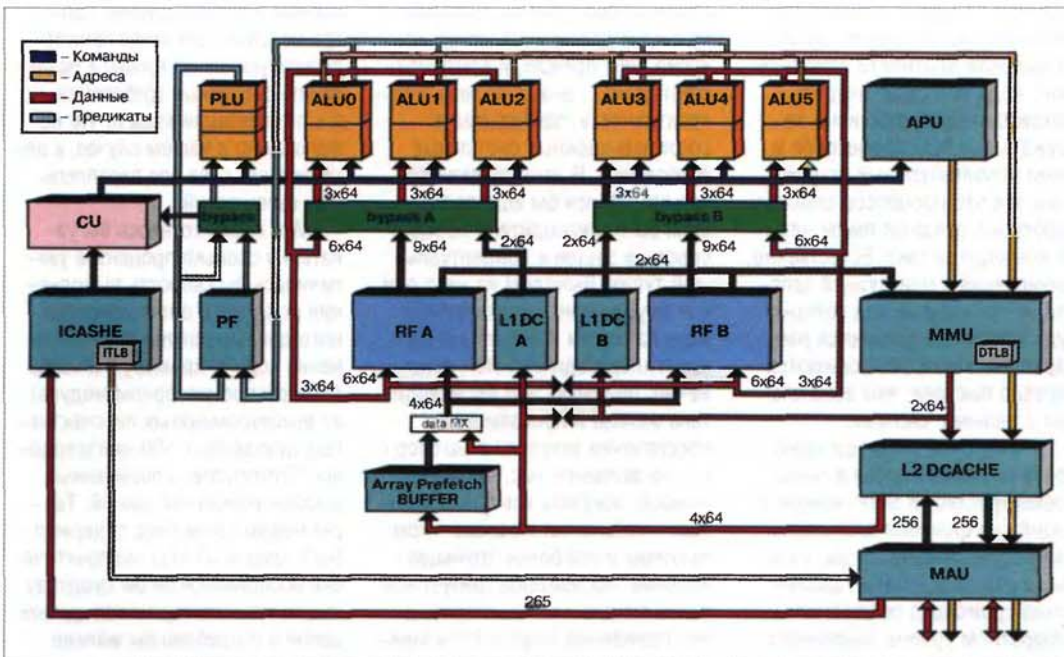 - Команды
- Адреса
- Данные
- Предикаты
PLU
ALU0
ALU1
ALU2
ALU3
ALU4
ALU5
APU
3x64
3x64
3x64
3x64
CU
bypass
bypass A
bypass B
6x64
9x64
2x64
2x64
9x64
6x64
2x64
ICASHE
ITLB
PF
RF A
L1 DC A
L1 DC B
RF B
MMU
DTLB
3x64
6x64
6x64
3x64
4x64
2x64
data MX
Array Prefetch
BUFFER
L2 DCACHE
4x64
256
256
MAU
265